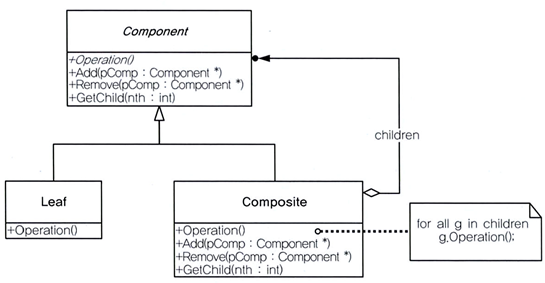 Component
+Operation()
+Add(pComp : Component *)
+Remove(pComp : Component *)
+GetChild(nth : int)
children
Leaf
+Operation()
Composite
+Operation()
+Add(pComp : Component *)
+Remove(pComp : Component *)
+GetChild(nth : int)
for all g in children
g.Operation();